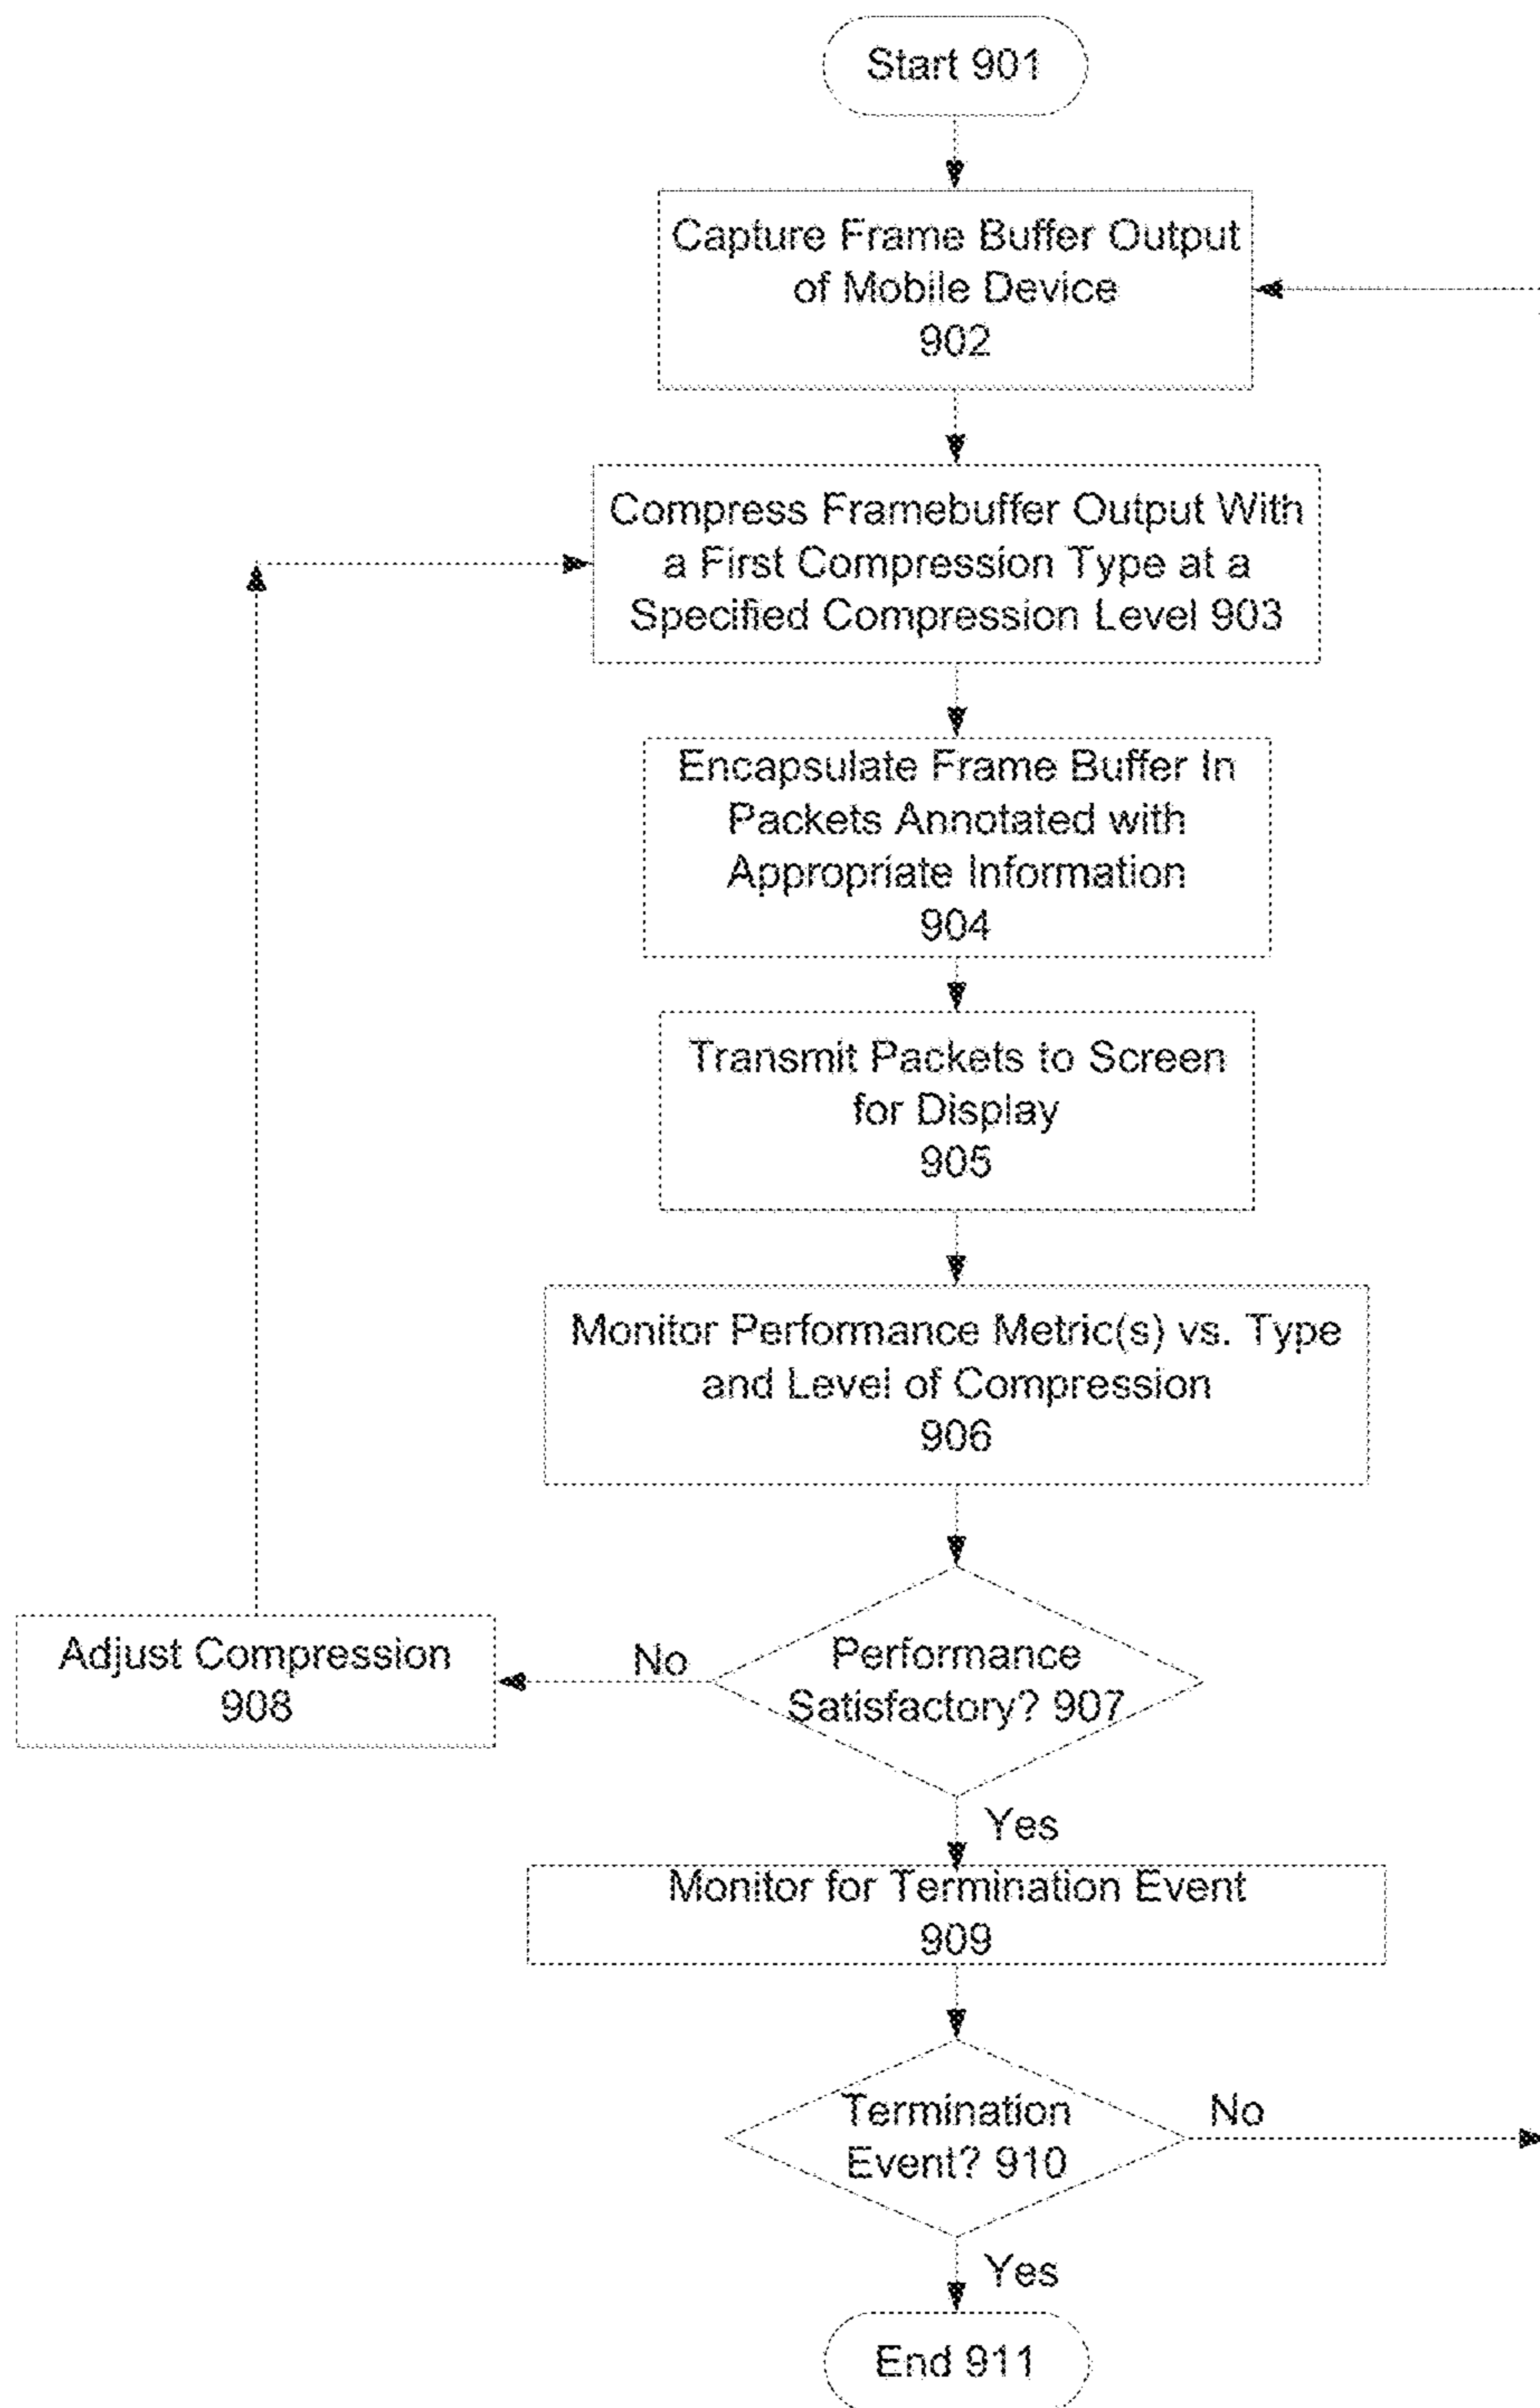 Start 901
Capture Frame Buffer Output
of Mobile Device
902
Compress Framebuffer Output With
a First Compression Type at a
Specified Compression Level 903
Encapsulate Frame Buffer In
Packets Annotated with
Appropriate Information
904
Transmit Packets to Screen
for Display
905
Monitor Performance Metric(s) vs. Type
and Level of Compression
906
Adjust Compression
908
No
Performance
Satisfactory? 907
Yes
Monitor for Termination Event
909
Termination
Event? 910
No
Yes
End 911